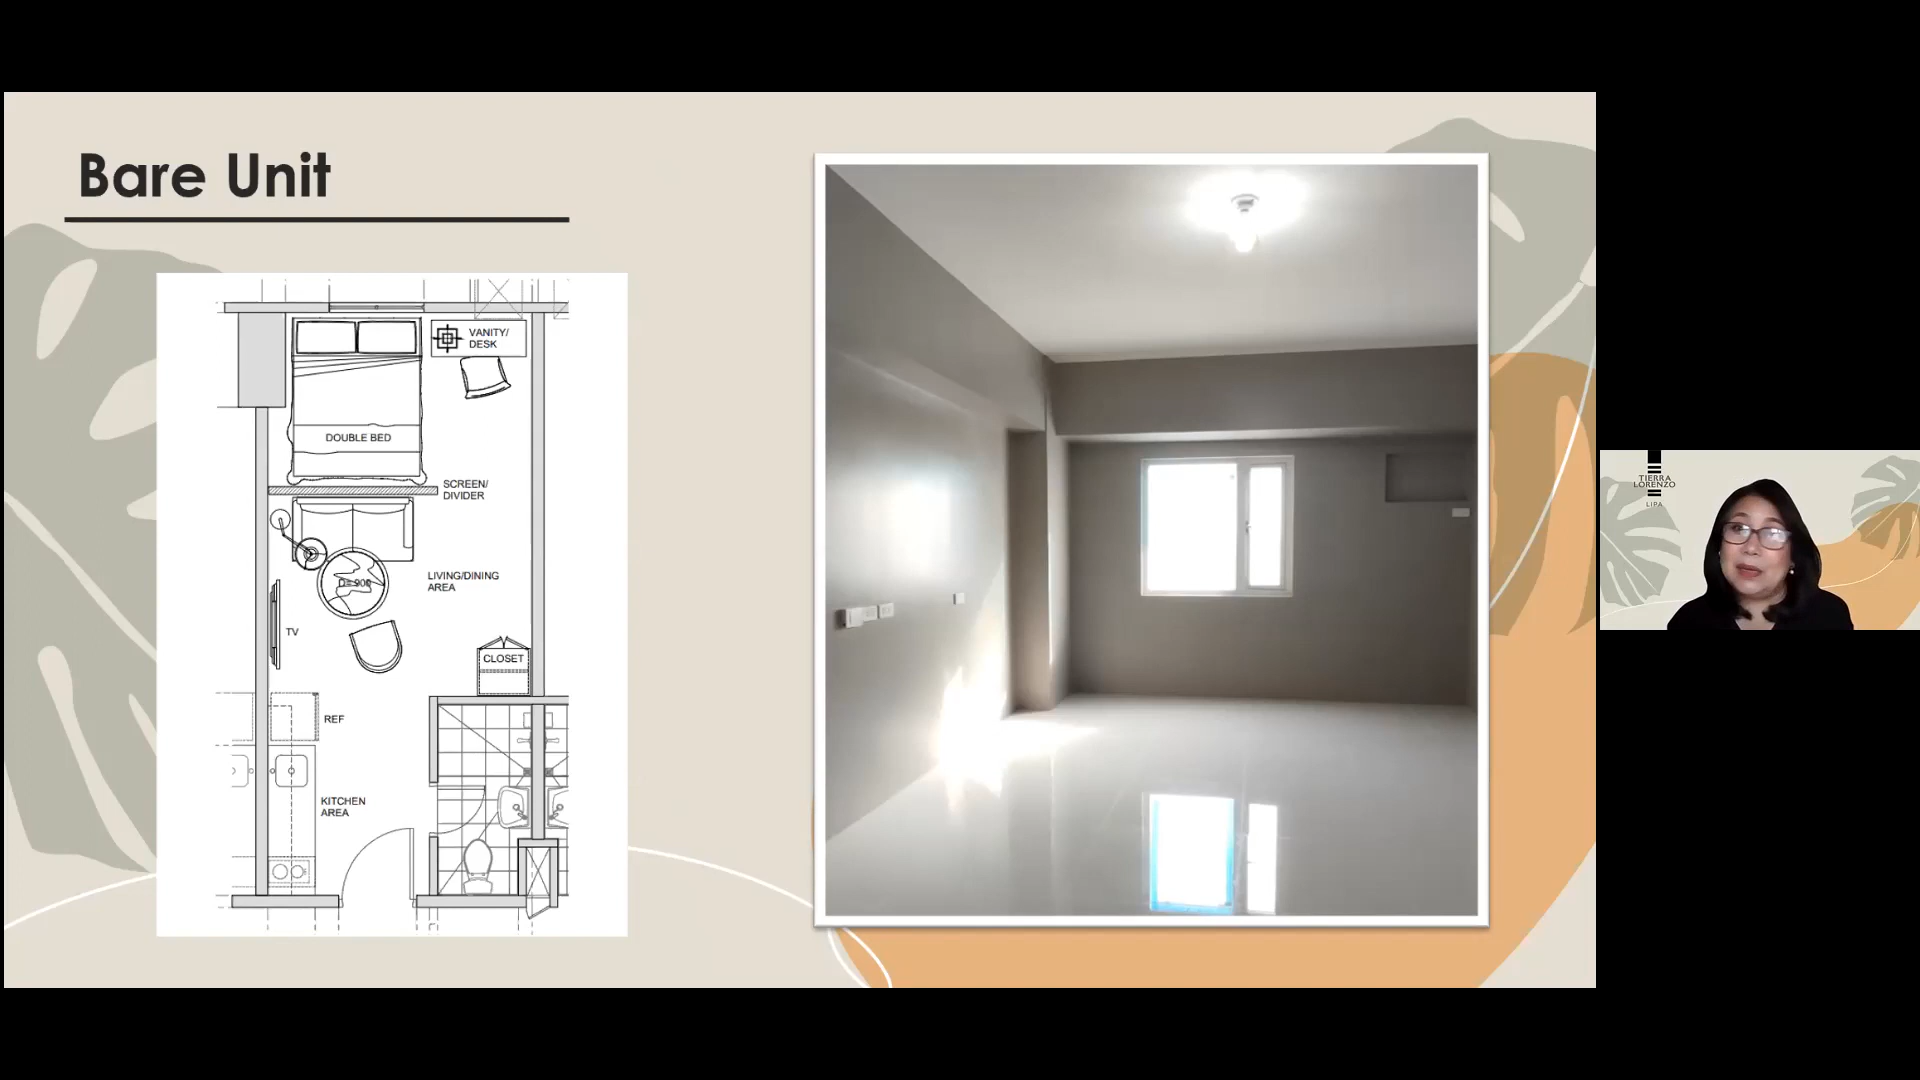 Bare Unit
VANITY/
DESK
DOUBLE BED
SCREEN/
DIVIDER
D= 900
LIVING/DINING
AREA
TV
CLOSET
REF
KITCHEN
AREA
TIERRA
LORENZO
LIPA